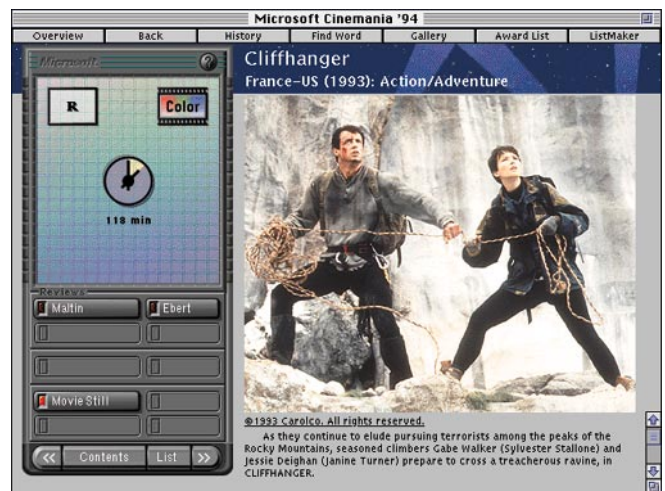 Microsoft Cinemania '94
Overview Back History Find Word Gallery Award List ListMaker
Microsoft ?
Cliffhanger
France-US (1993): Action/Adventure
R Color
118 min
Reviews
Maltin Ebert
Movie Still
©1993 Carolco. All rights reserved.
As they continue to elude pursuing terrorists among the peaks of the
Rocky Mountains, seasoned climbers Gabe Walker (Sylvester Stallone) and
Jessie Deighan (Janine Turner) prepare to cross a treacherous ravine, in
CLIFFHANGER.
<< Contents List >>